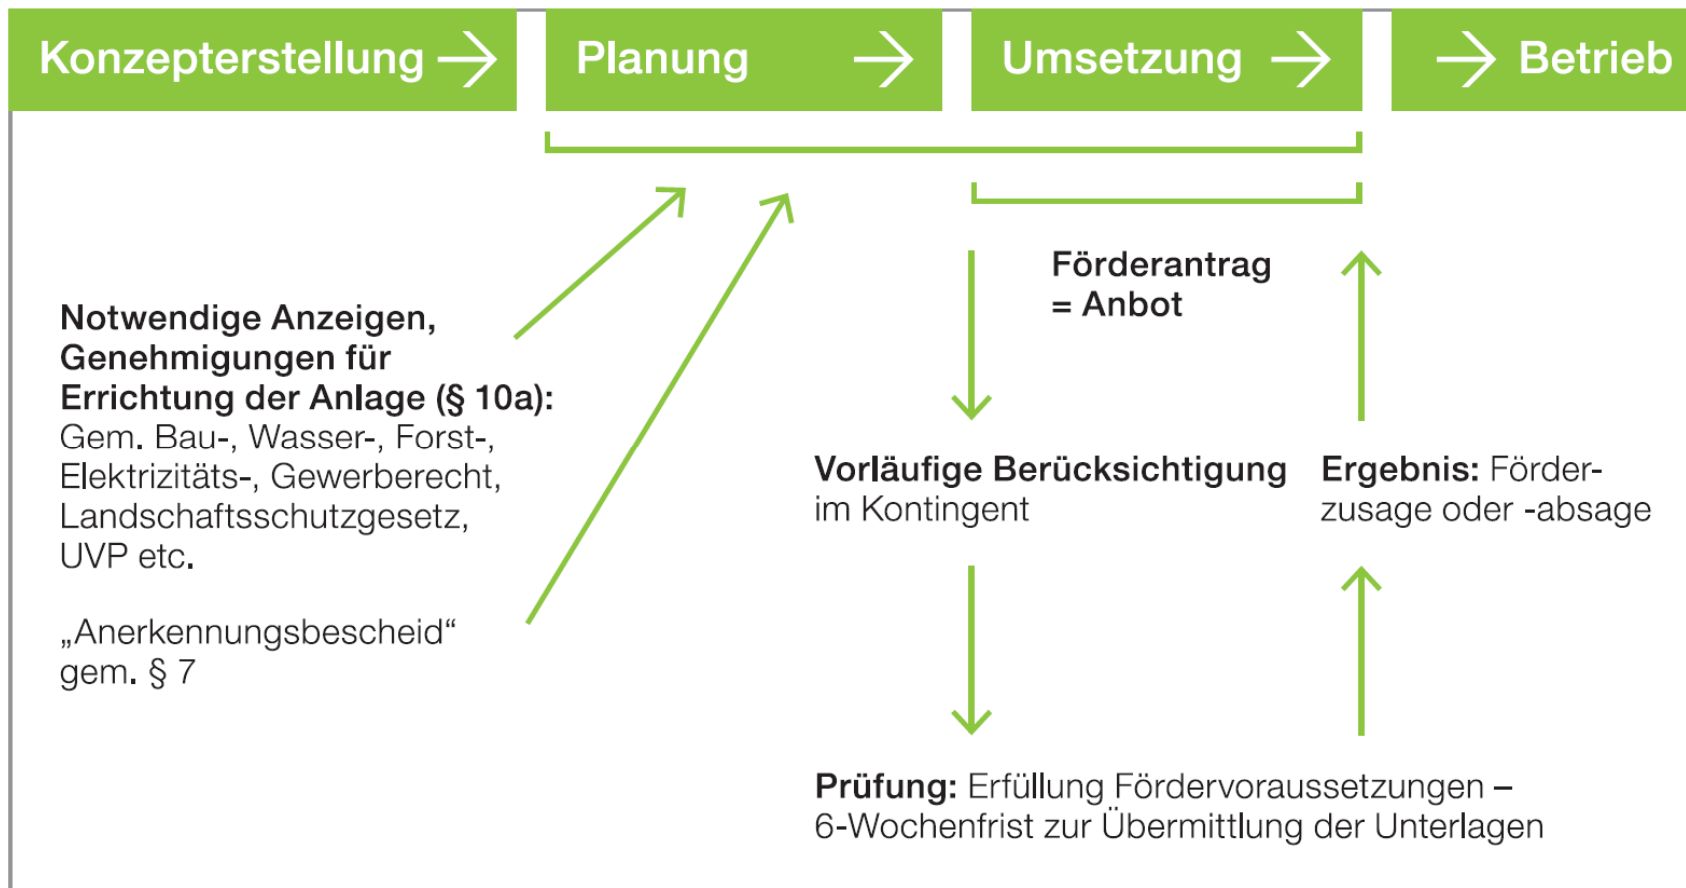 Konzepterstellung
Planung
Umsetzung
Betrieb
Notwendige Anzeigen,
Genehmigungen für
Errichtung der Anlage (§ 10a):
Gem. Bau-, Wasser-, Forst-,
Elektrizitäts-, Gewerberecht,
Landschaftsschutzgesetz,
UVP etc.
„Anerkennungsbescheid“
gem. § 7
Förderantrag
= Anbot
Vorläufige Berücksichtigung
im Kontingent
Ergebnis: Förder-
zusage oder -absage
Prüfung: Erfüllung Fördervoraussetzungen –
6-Wochenfrist zur Übermittlung der Unterlagen